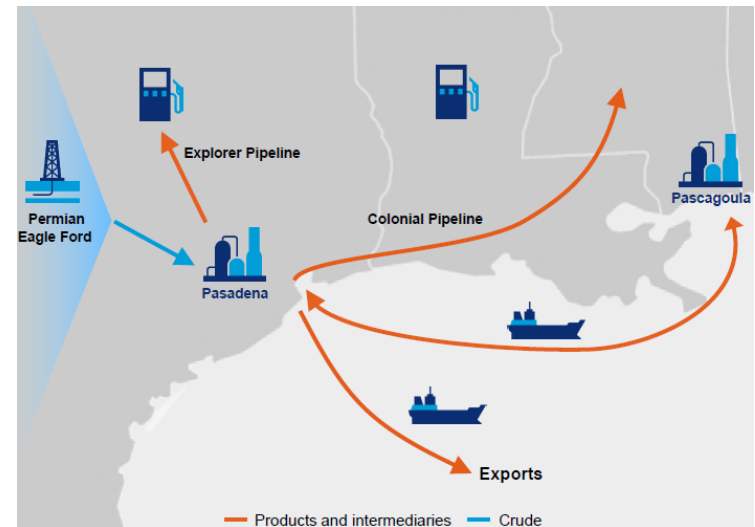 Explorer Pipeline
Permian
Eagle Ford
Colonial Pipeline
Pascagoula
Pasadena
Exports
Products and intermediaries
Crude